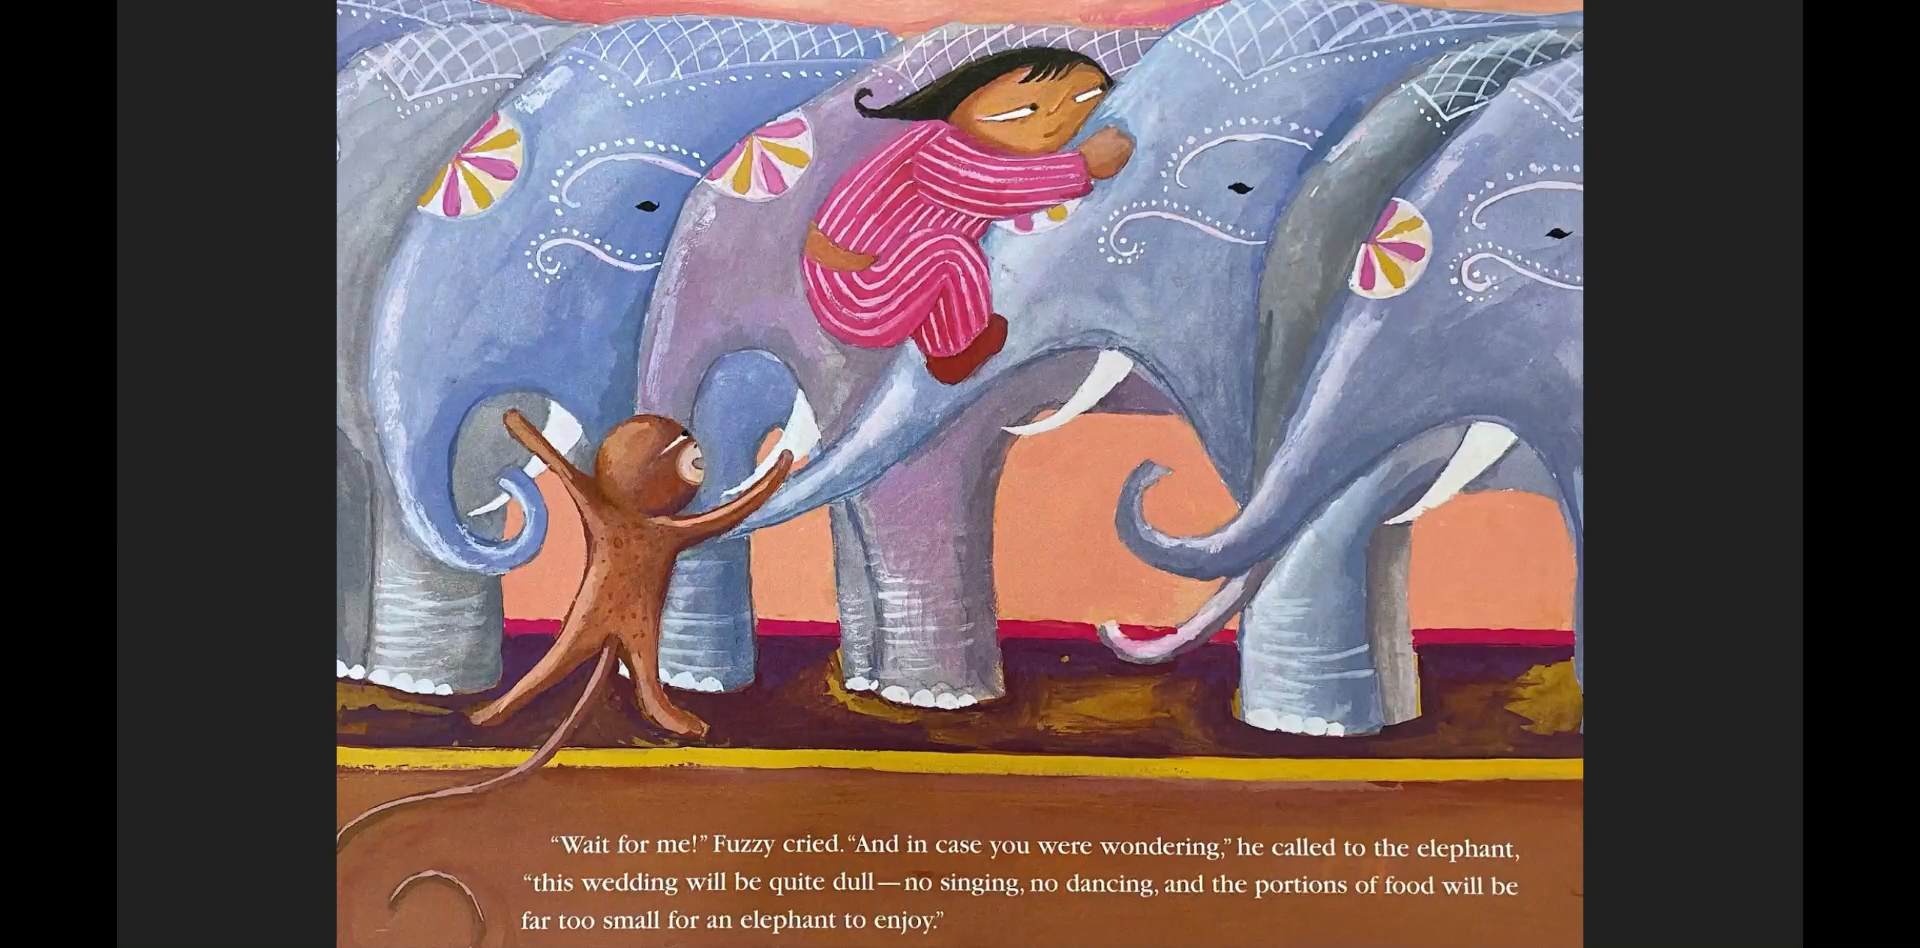 “Wait for me!” Fuzzy cried. “And in case you were wondering,” he called to the elephant,
“this wedding will be quite dull—no singing, no dancing, and the portions of food will be
far too small for an elephant to enjoy.”